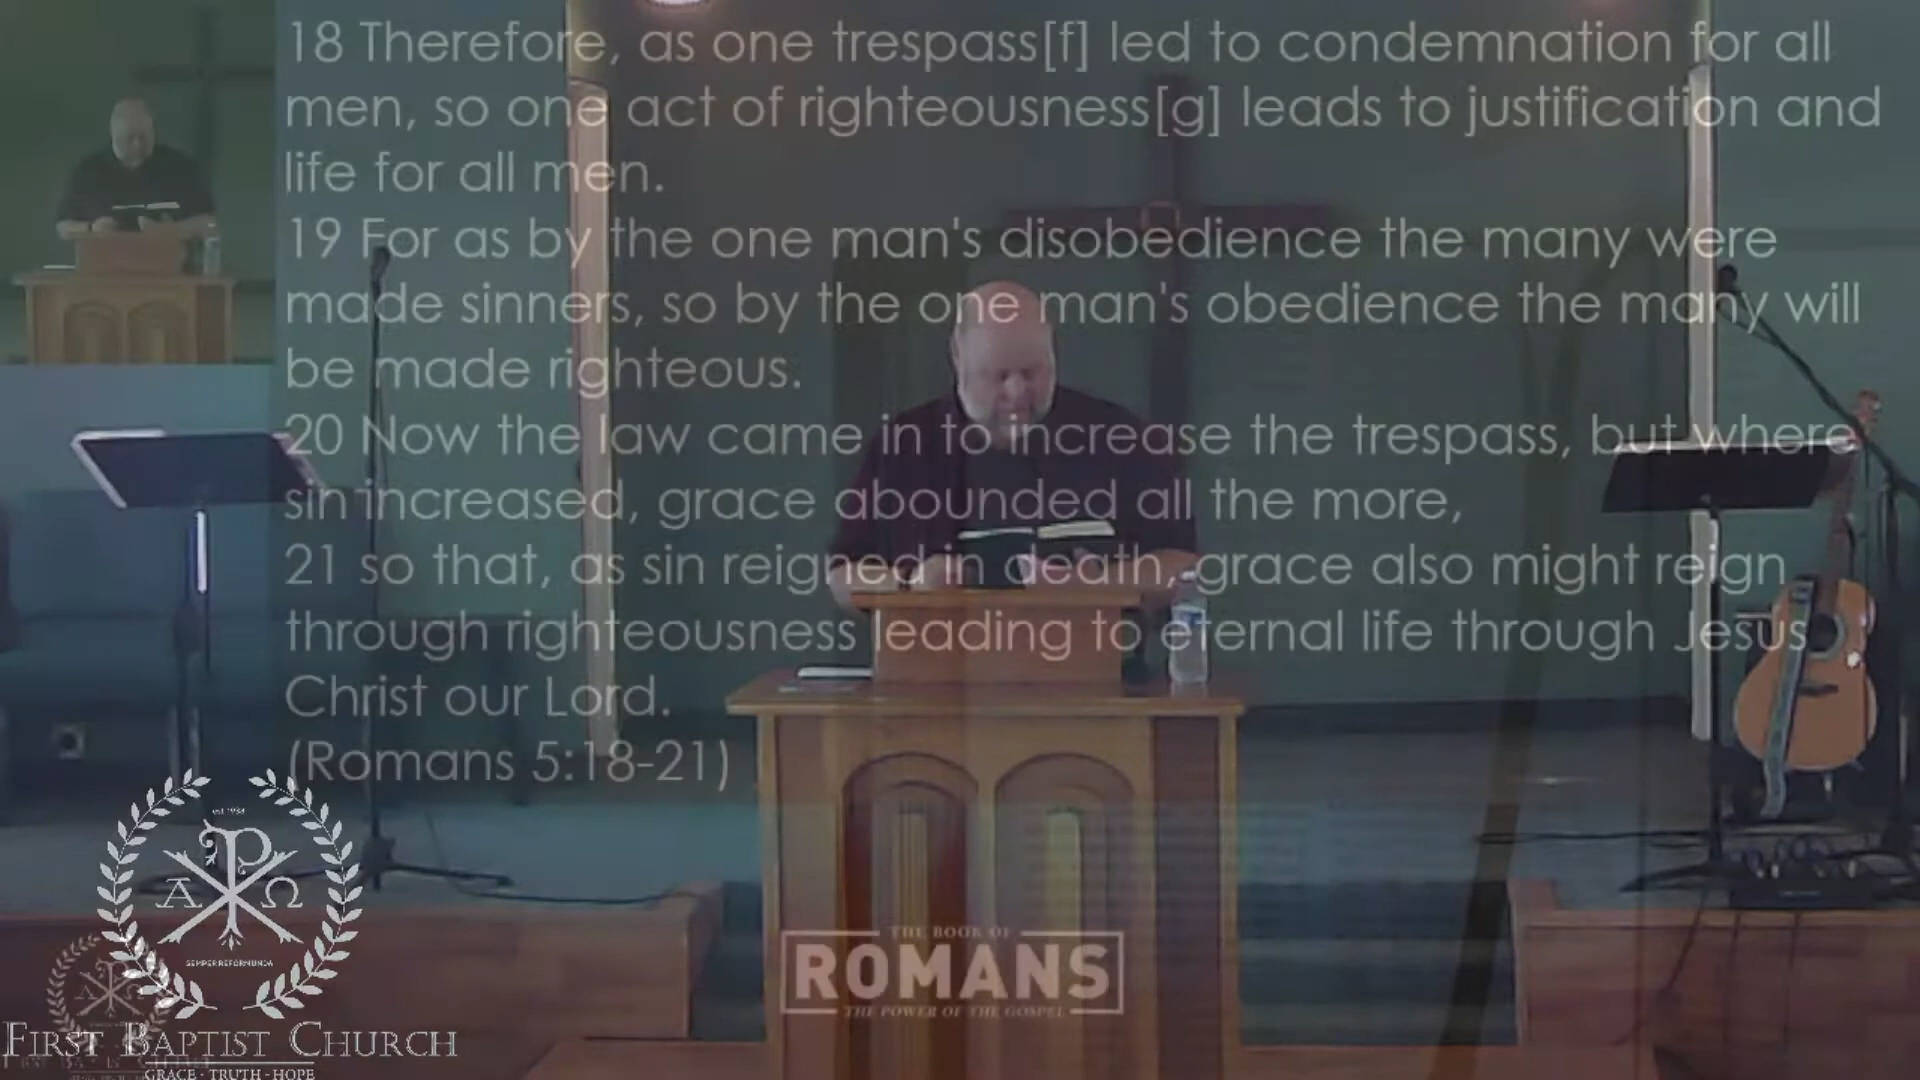 18 Therefore, as one trespass[f] led to condemnation for all
men, so one act of righteousness[g] leads to justification and
life for all men.
19 For as by the one man's disobedience the many were
made sinners, so by the one man's obedience the many will
be made righteous.
20 Now the law came in to increase the trespass, but where
sin increased, grace abounded all the more,
21 so that, as sin reigned in death, grace also might reign
through righteousness leading to eternal life through Jesus
Christ our Lord.
(Romans 5:18-21)
Α Ω
SEMPER REFORMUNDA
FIRST BAPTIST CHURCH
GRACE · TRUTH · HOPE
THE BOOK OF
ROMANS
THE POWER OF THE GOSPEL